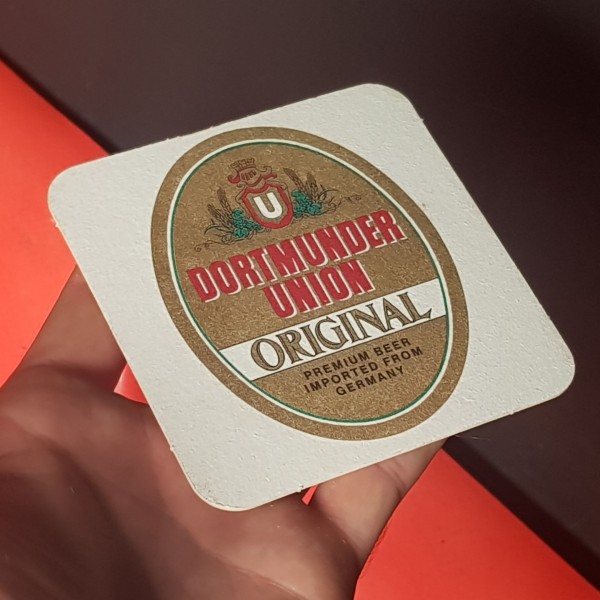 U
DORTMUNDER
UNION
ORIGINAL
PREMIUM BEER
IMPORTED FROM
GERMANY